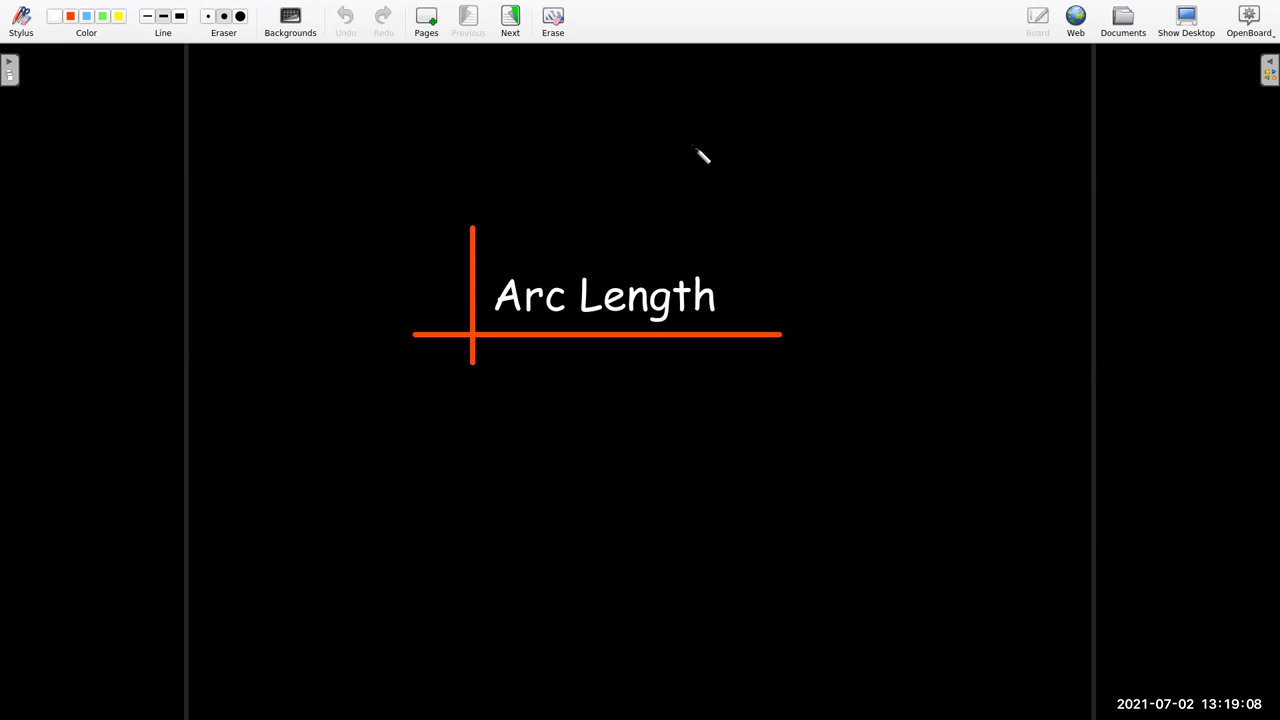 Stylus Color Line Eraser Backgrounds Undo Redo Pages Previous Next Erase Board Web Documents Show Desktop OpenBoard
Arc Length
2021-07-02 13:19:08